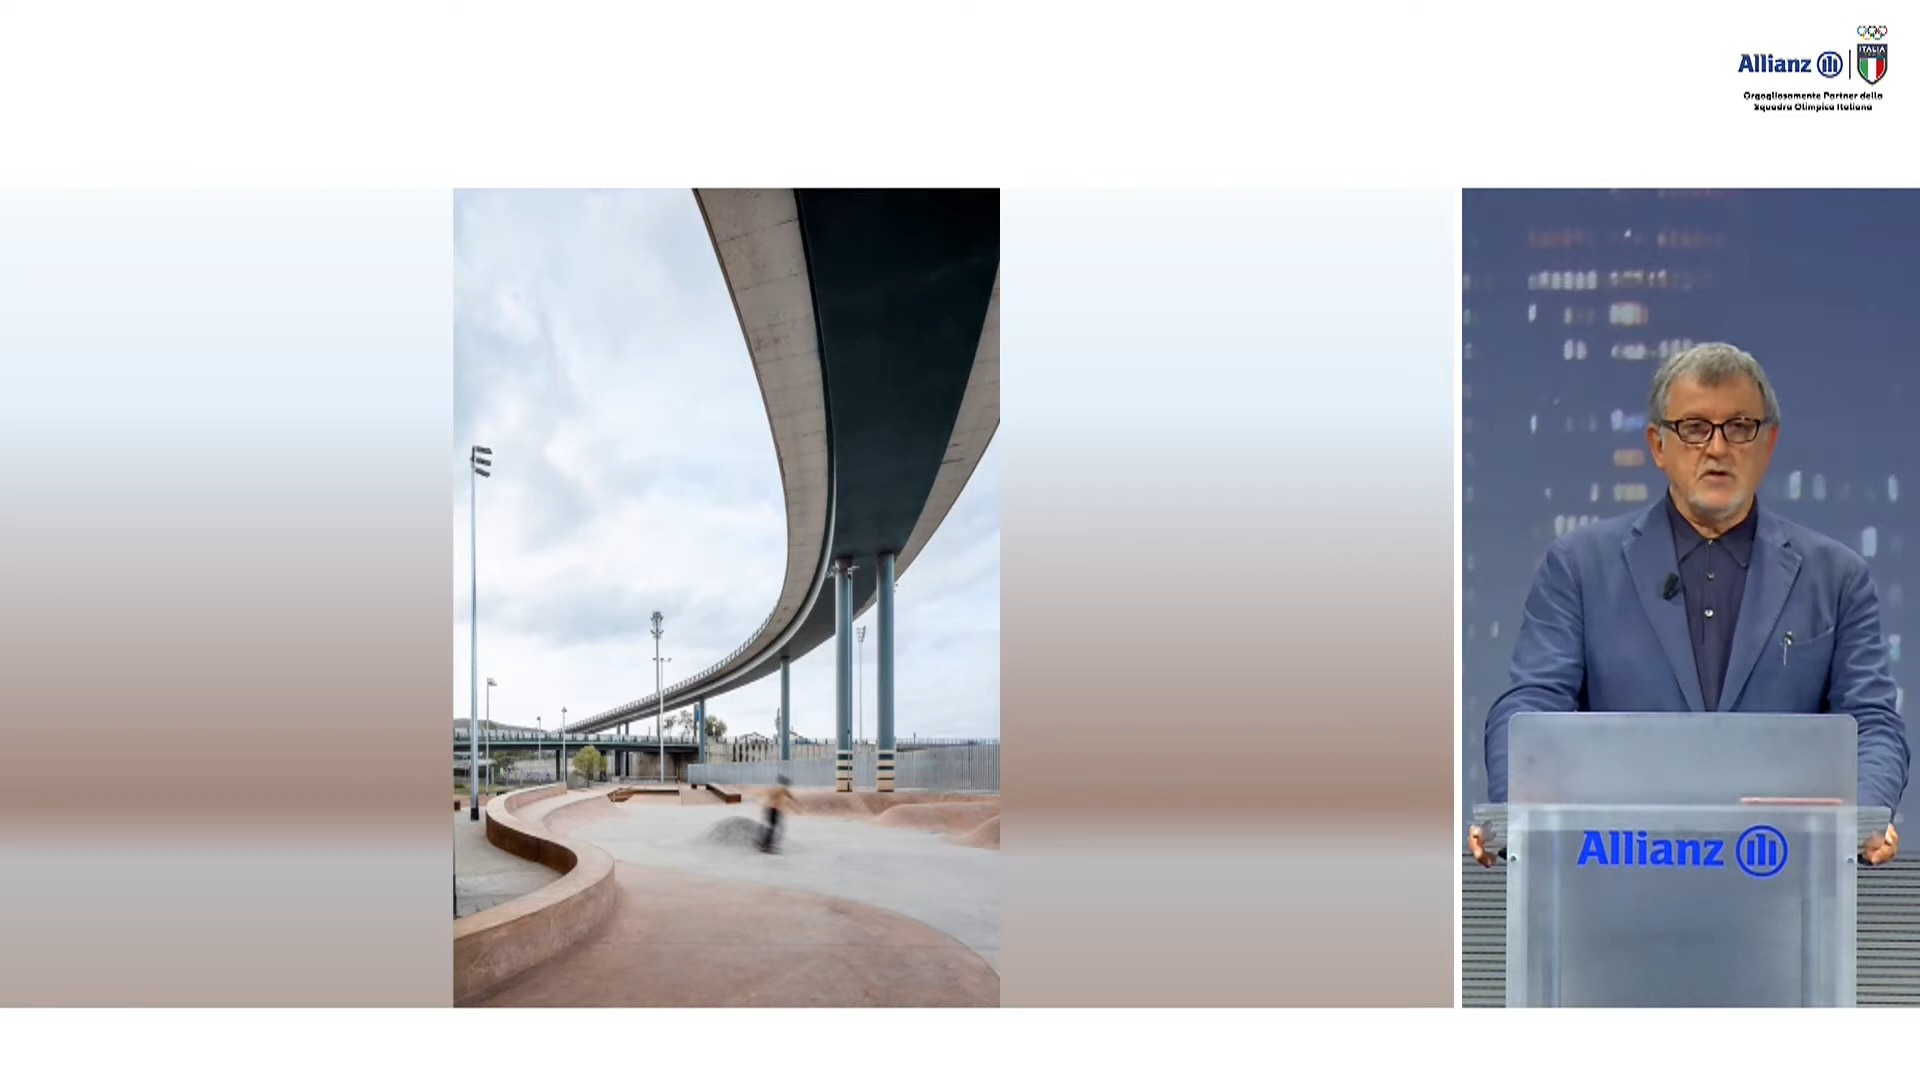 Allianz
ITALIA
Orgogliosamente Partner della
Squadra Olimpica Italiana
Allianz